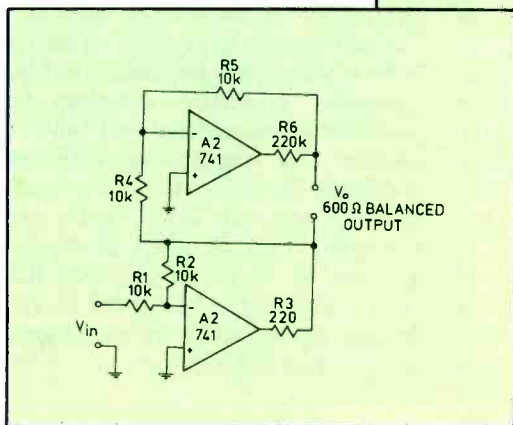 R5
10k
A2
741
R6
220k
R4
10k
Vo
600 Ω BALANCED
OUTPUT
R2
10k
R1
10k
Vin
A2
741
R3
220